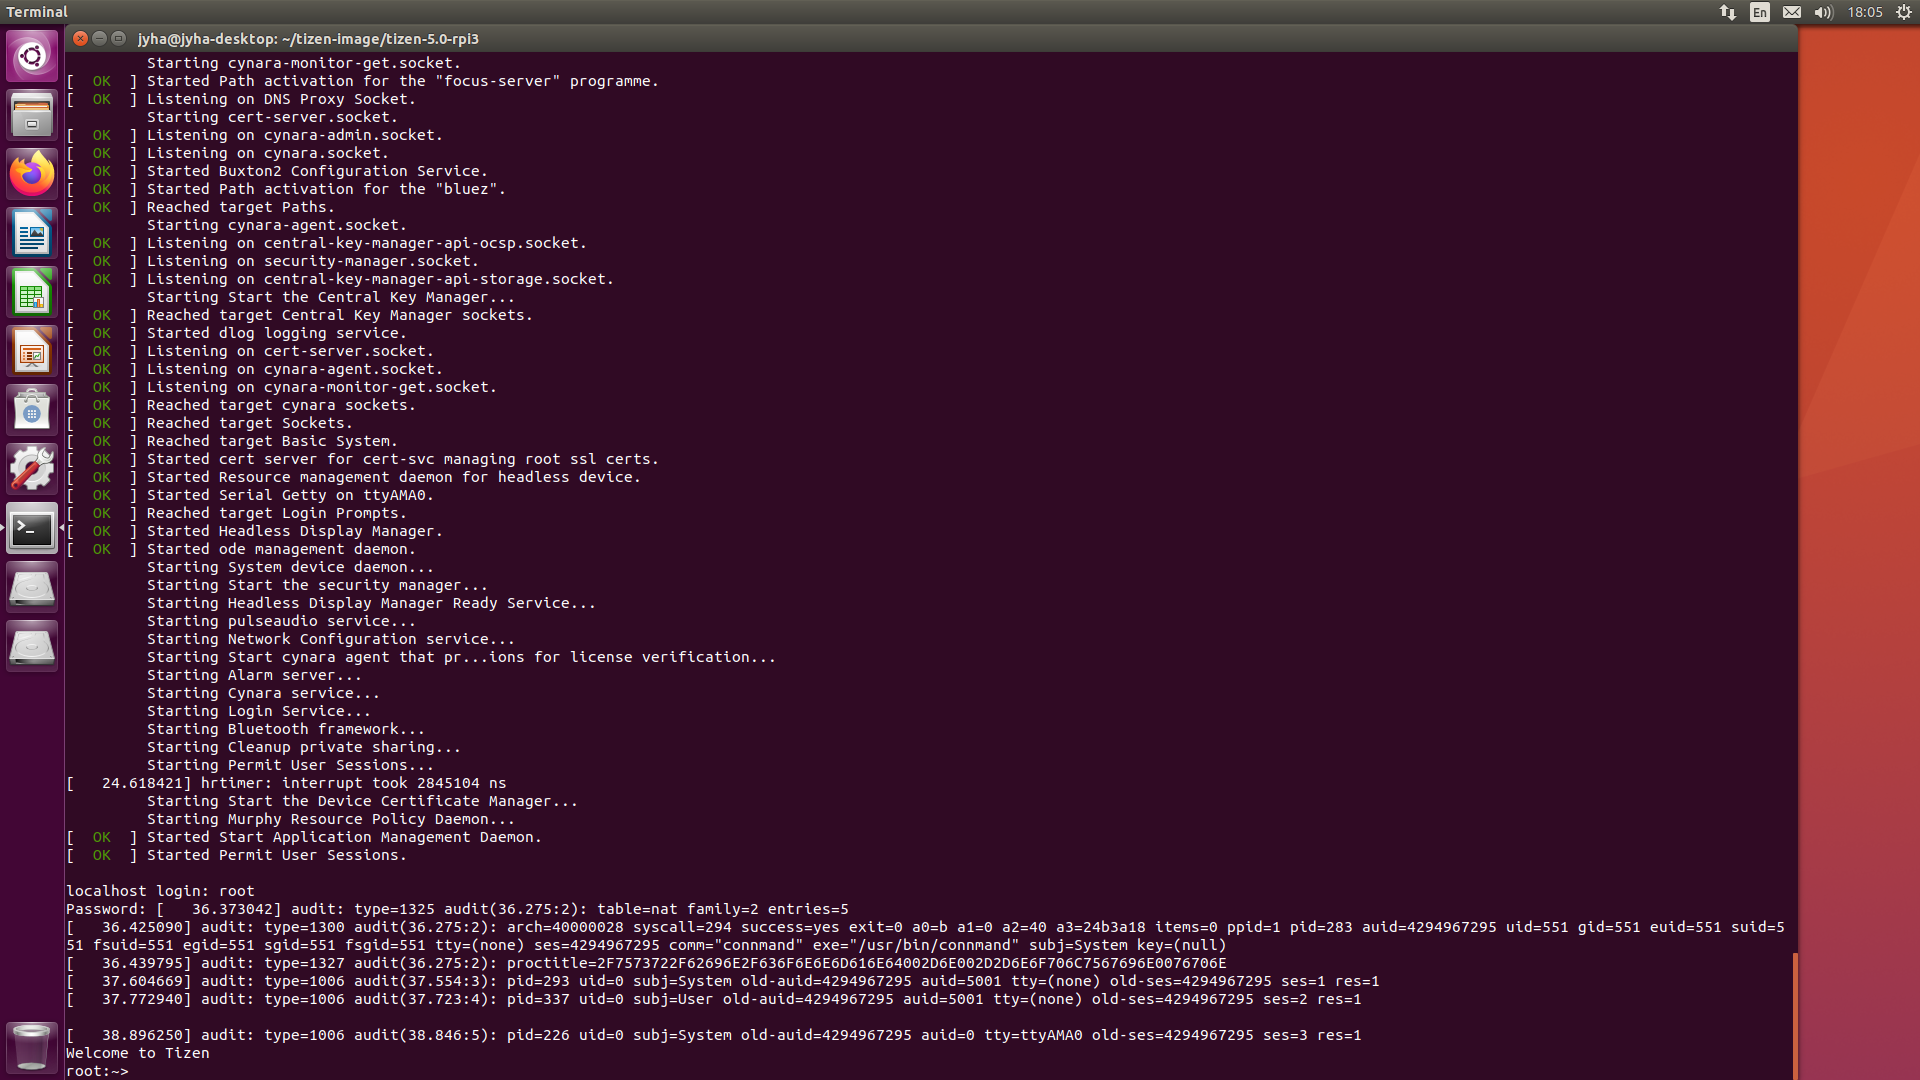 Terminal
En
18:05
jyha@jyha-desktop: ~/tizen-image/tizen-5.0-rpi3
         Starting cynara-monitor-get.socket.
[  OK  ] Started Path activation for the "focus-server" programme.
[  OK  ] Listening on DNS Proxy Socket.
         Starting cert-server.socket.
[  OK  ] Listening on cynara-admin.socket.
[  OK  ] Listening on cynara.socket.
[  OK  ] Started Buxton2 Configuration Service.
[  OK  ] Started Path activation for the "bluez".
[  OK  ] Reached target Paths.
         Starting cynara-agent.socket.
[  OK  ] Listening on central-key-manager-api-ocsp.socket.
[  OK  ] Listening on security-manager.socket.
[  OK  ] Listening on central-key-manager-api-storage.socket.
         Starting Start the Central Key Manager...
[  OK  ] Reached target Central Key Manager sockets.
[  OK  ] Started dlog logging service.
[  OK  ] Listening on cert-server.socket.
[  OK  ] Listening on cynara-agent.socket.
[  OK  ] Listening on cynara-monitor-get.socket.
[  OK  ] Reached target cynara sockets.
[  OK  ] Reached target Sockets.
[  OK  ] Reached target Basic System.
[  OK  ] Started cert server for cert-svc managing root ssl certs.
[  OK  ] Started Resource management daemon for headless device.
[  OK  ] Started Serial Getty on ttyAMA0.
[  OK  ] Reached target Login Prompts.
[  OK  ] Started Headless Display Manager.
[  OK  ] Started ode management daemon.
         Starting System device daemon...
         Starting Start the security manager...
         Starting Headless Display Manager Ready Service...
         Starting pulseaudio service...
         Starting Network Configuration service...
         Starting Start cynara agent that pr...ions for license verification...
         Starting Alarm server...
         Starting Cynara service...
         Starting Login Service...
         Starting Bluetooth framework...
         Starting Cleanup private sharing...
         Starting Permit User Sessions...
[   24.618421] hrtimer: interrupt took 2845104 ns
         Starting Start the Device Certificate Manager...
         Starting Murphy Resource Policy Daemon...
[  OK  ] Started Start Application Management Daemon.
[  OK  ] Started Permit User Sessions.
localhost login: root
Password: [   36.373042] audit: type=1325 audit(36.275:2): table=nat family=2 entries=5
[   36.425090] audit: type=1300 audit(36.275:2): arch=40000028 syscall=294 success=yes exit=0 a0=b a1=0 a2=40 a3=24b3a18 items=0 ppid=1 pid=283 auid=4294967295 uid=551 gid=551 euid=551 suid=5
51 fsuid=551 egid=551 sgid=551 fsgid=551 tty=(none) ses=4294967295 comm="connmand" exe="/usr/bin/connmand" subj=System key=(null)
[   36.439795] audit: type=1327 audit(36.275:2): proctitle=2F7573722F62696E2F636F6E6E6D616E64002D6E002D2D6E6F706C7567696E0076706E
[   37.604669] audit: type=1006 audit(37.554:3): pid=293 uid=0 subj=System old-auid=4294967295 auid=5001 tty=(none) old-ses=4294967295 ses=1 res=1
[   37.772940] audit: type=1006 audit(37.723:4): pid=337 uid=0 subj=User old-auid=4294967295 auid=5001 tty=(none) old-ses=4294967295 ses=2 res=1
[   38.896250] audit: type=1006 audit(38.846:5): pid=226 uid=0 subj=System old-auid=4294967295 auid=0 tty=ttyAMA0 old-ses=4294967295 ses=3 res=1
Welcome to Tizen
root:~>